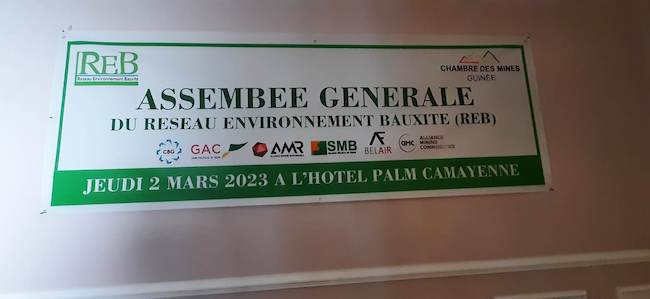 REB
Réseau Environnement Bauxite
CHAMBRE DES MINES
GUINÉE
ASSEMBEE GENERALE
DU RESEAU ENVIRONNEMENT BAUXITE (REB)
CBG
GAC
AMR
SMB
BELAIR
AMC
ALLIANCE
MINING
COMMODITIES
JEUDI 2 MARS 2023 A L'HOTEL PALM CAMAYENNE